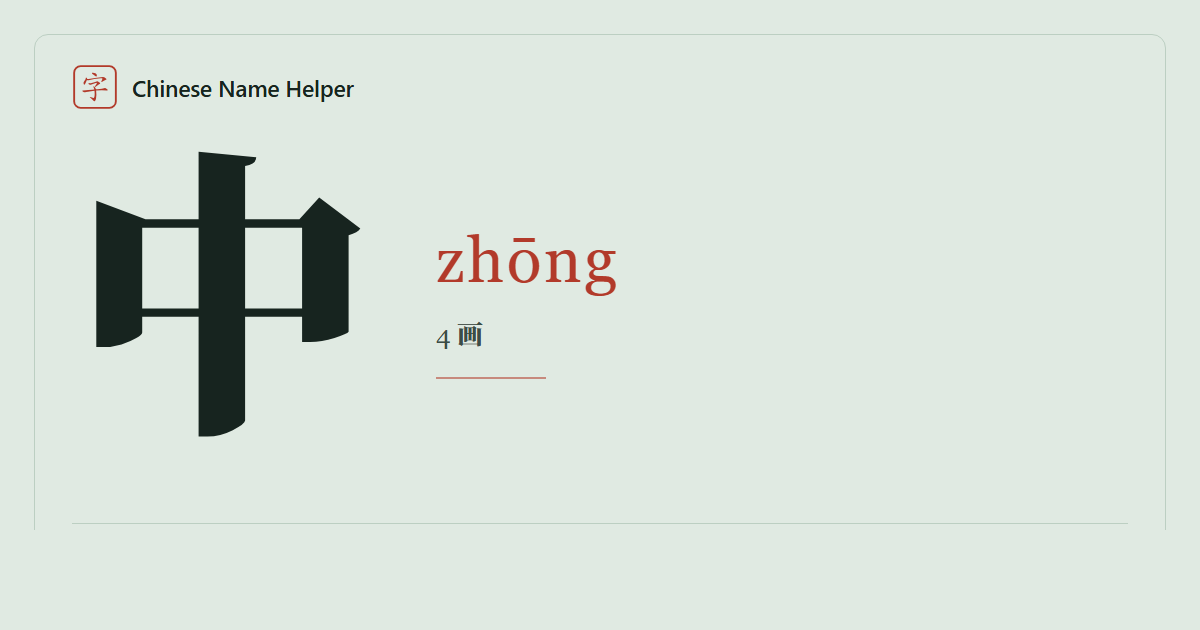 字 Chinese Name Helper
中
zhōng
4 画